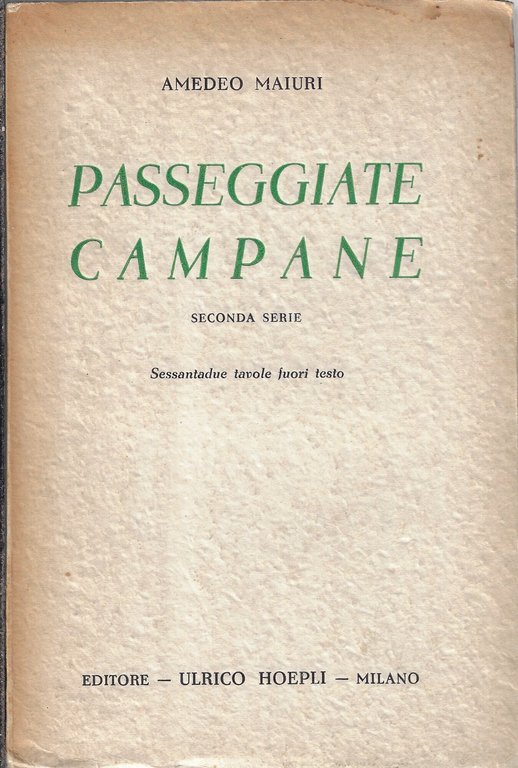 AMEDEO MAIURI
PASSEGGIATE
CAMPANE
SECONDA SERIE
Sessantadue tavole fuori testo
EDITORE — ULRICO HOEPLI — MILANO